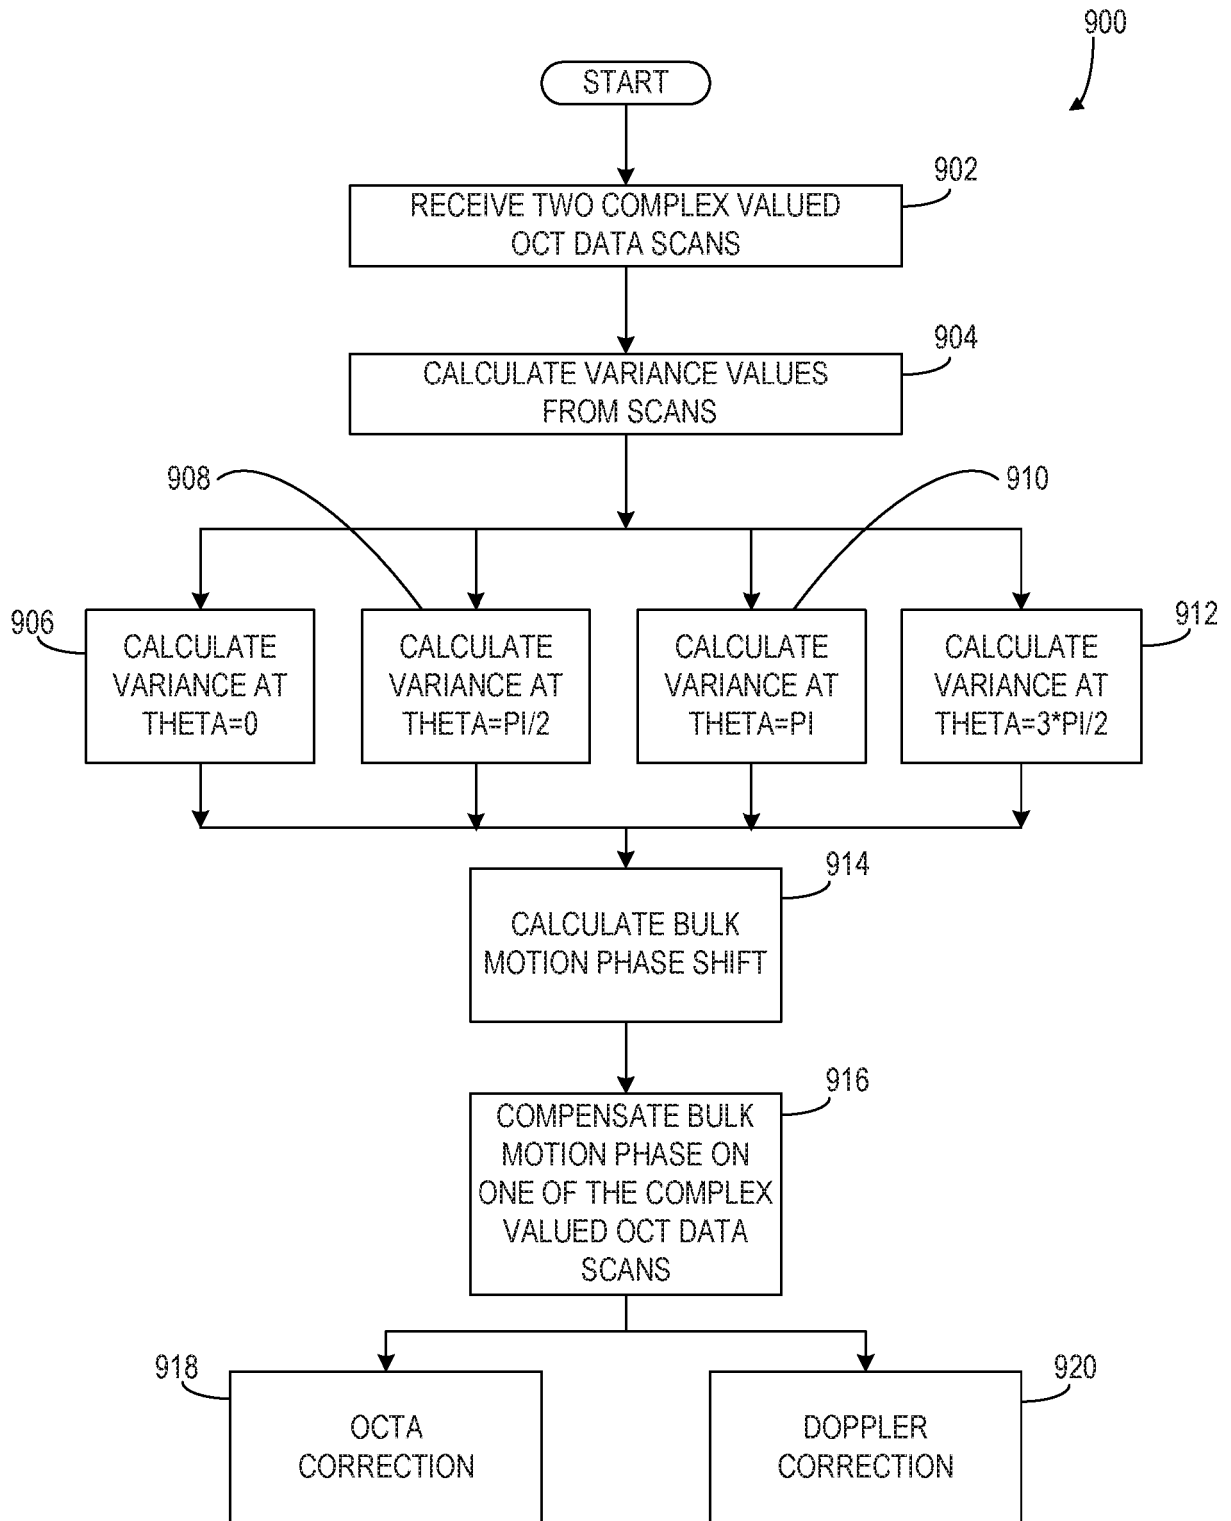 900
START
902
RECEIVE TWO COMPLEX VALUED
OCT DATA SCANS
904
CALCULATE VARIANCE VALUES
FROM SCANS
908
910
906
CALCULATE
VARIANCE AT
THETA=0
CALCULATE
VARIANCE AT
THETA=PI/2
CALCULATE
VARIANCE AT
THETA=PI
912
CALCULATE
VARIANCE AT
THETA=3*PI/2
914
CALCULATE BULK
MOTION PHASE SHIFT
916
COMPENSATE BULK
MOTION PHASE ON
ONE OF THE COMPLEX
VALUED OCT DATA
SCANS
918
OCTA
CORRECTION
920
DOPPLER
CORRECTION